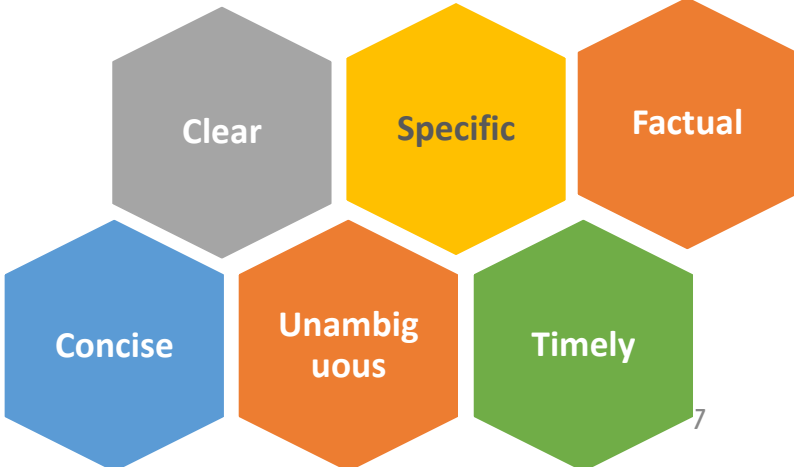 Clear
Specific
Factual
Concise
Unambig
uous
Timely
7